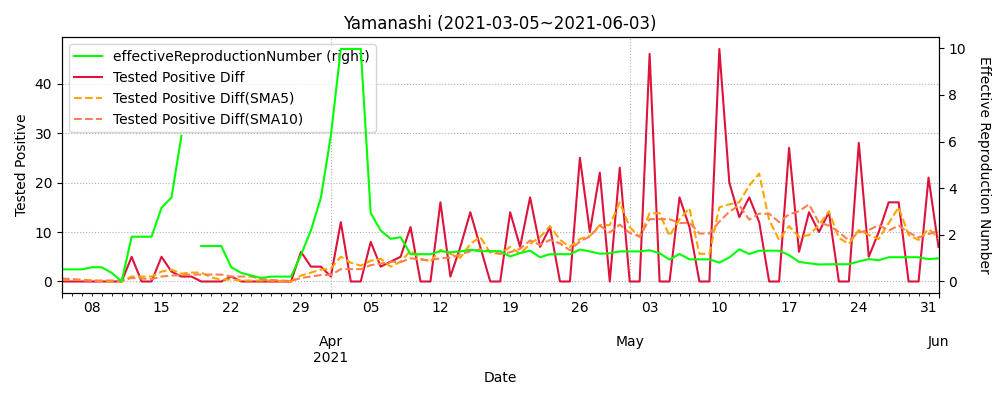 Yamanashi (2021-03-05~2021-06-03)
effectiveReproductionNumber (right)
Tested Positive Diff
Tested Positive Diff(SMA5)
Tested Positive Diff(SMA10)
Tested Positive
40
30
20
10
0
Effective Reproduction Number
10
8
6
4
2
0
08 15 22 29 05 12 19 26 03 10 17 24 31
Apr May Jun
2021
Date